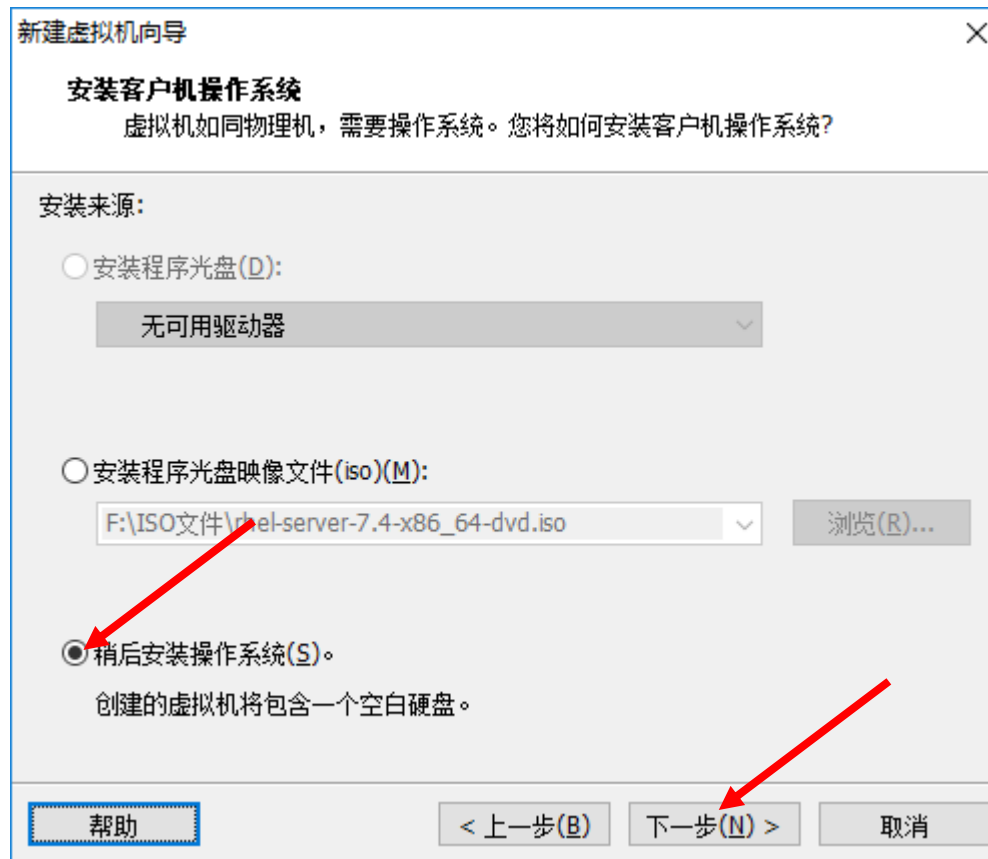 新建虚拟机向导
安装客户机操作系统
虚拟机如同物理机，需要操作系统。您将如何安装客户机操作系统?
安装来源:
安装程序光盘(D):
无可用驱动器
安装程序光盘映像文件(iso)(M):
F:\ISO文件\rhel-server-7.4-x86_64-dvd.iso
浏览(R)...
稍后安装操作系统(S)。
创建的虚拟机将包含一个空白硬盘。
帮助
< 上一步(B)
下一步(N) >
取消